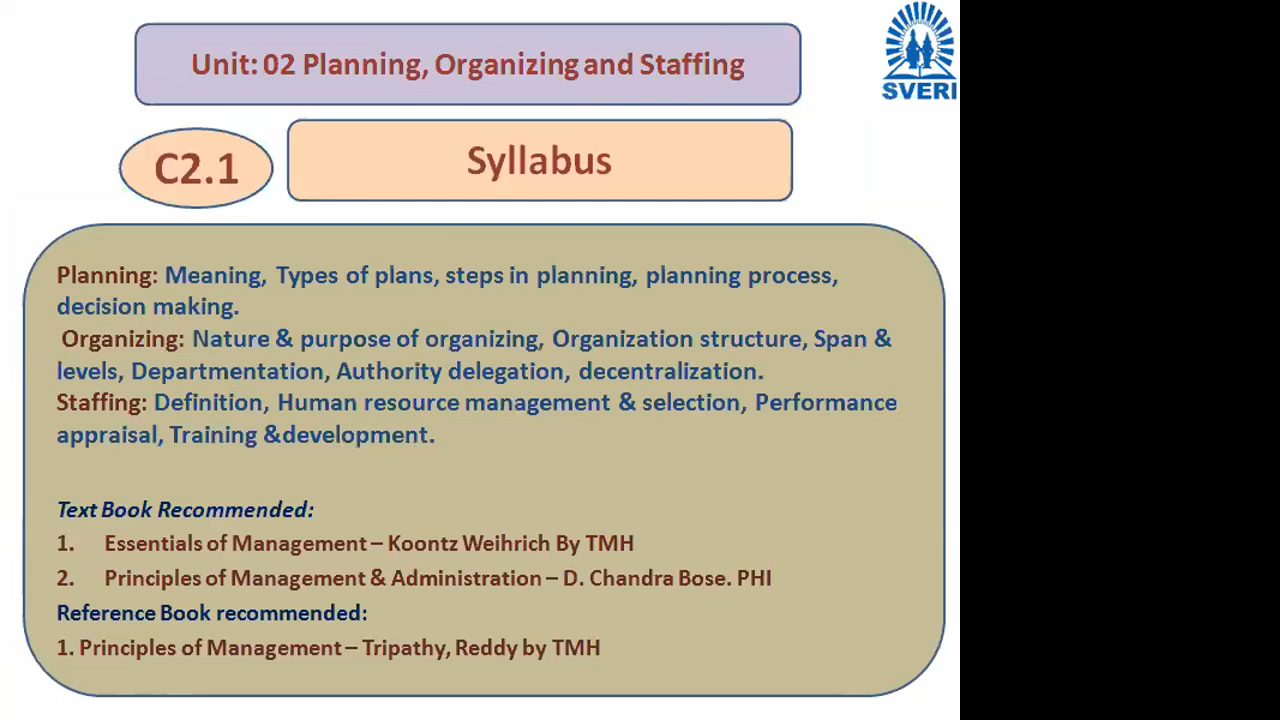 Unit: 02 Planning, Organizing and Staffing
SVERI
C2.1
Syllabus
Planning: Meaning, Types of plans, steps in planning, planning process,
decision making.
Organizing: Nature & purpose of organizing, Organization structure, Span &
levels, Departmentation, Authority delegation, decentralization.
Staffing: Definition, Human resource management & selection, Performance
appraisal, Training &development.
Text Book Recommended:
1. Essentials of Management – Koontz Weihrich By TMH
2. Principles of Management & Administration – D. Chandra Bose. PHI
Reference Book recommended:
1. Principles of Management – Tripathy, Reddy by TMH